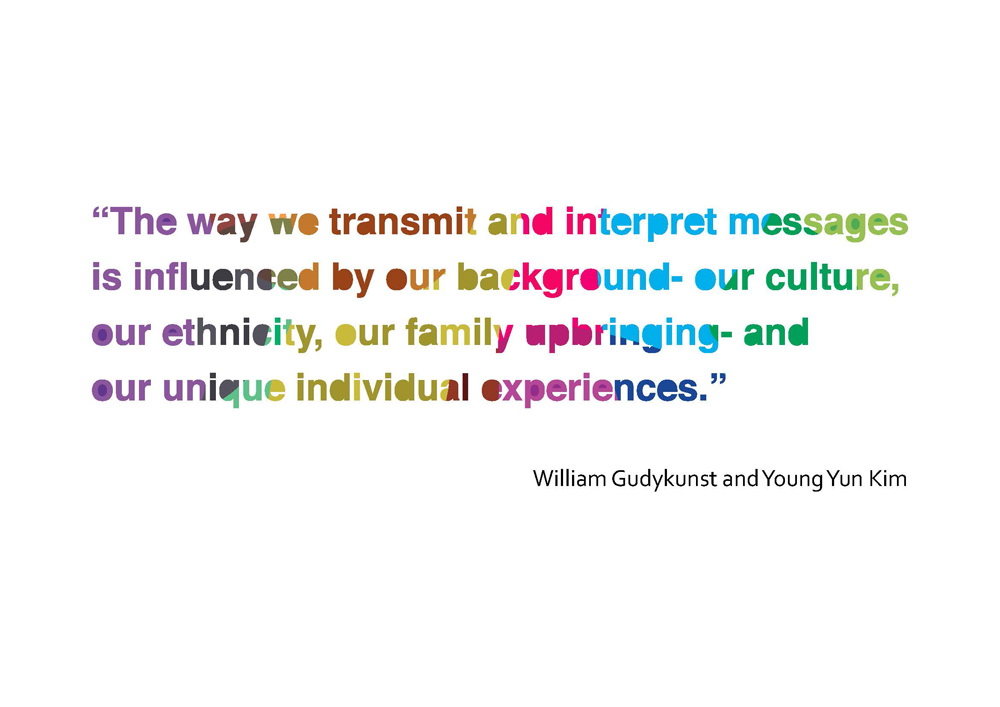 “The way we transmit and interpret messages
is influenced by our background- our culture,
our ethnicity, our family upbringing- and
our unique individual experiences.”
William Gudykunst and Young Yun Kim